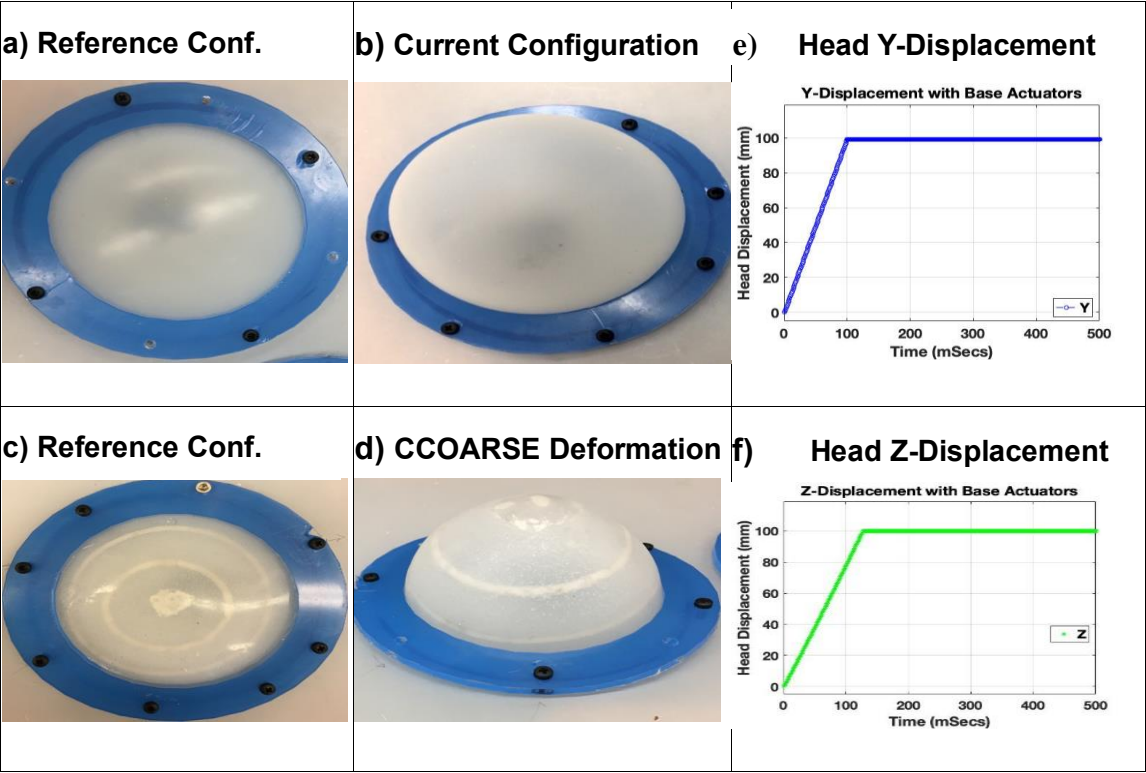 a) Reference Conf.
b) Current Configuration
e) Head Y-Displacement
Y-Displacement with Base Actuators
Head Displacement (mm)
100
80
60
40
20
0
Y
0 100 200 300 400 500
Time (mSecs)
c) Reference Conf.
d) CCOARSE Deformation
f) Head Z-Displacement
Z-Displacement with Base Actuators
Head Displacement (mm)
100
80
60
40
20
0
Z
0 100 200 300 400 500
Time (mSecs)